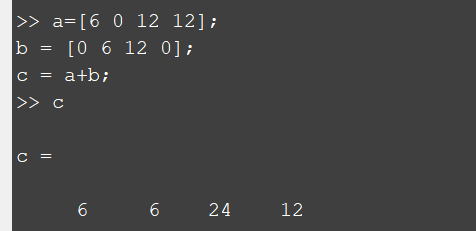 >> a=[6 0 12 12];
b = [0 6 12 0];
c = a+b;
>> c
c =
6 6 24 12